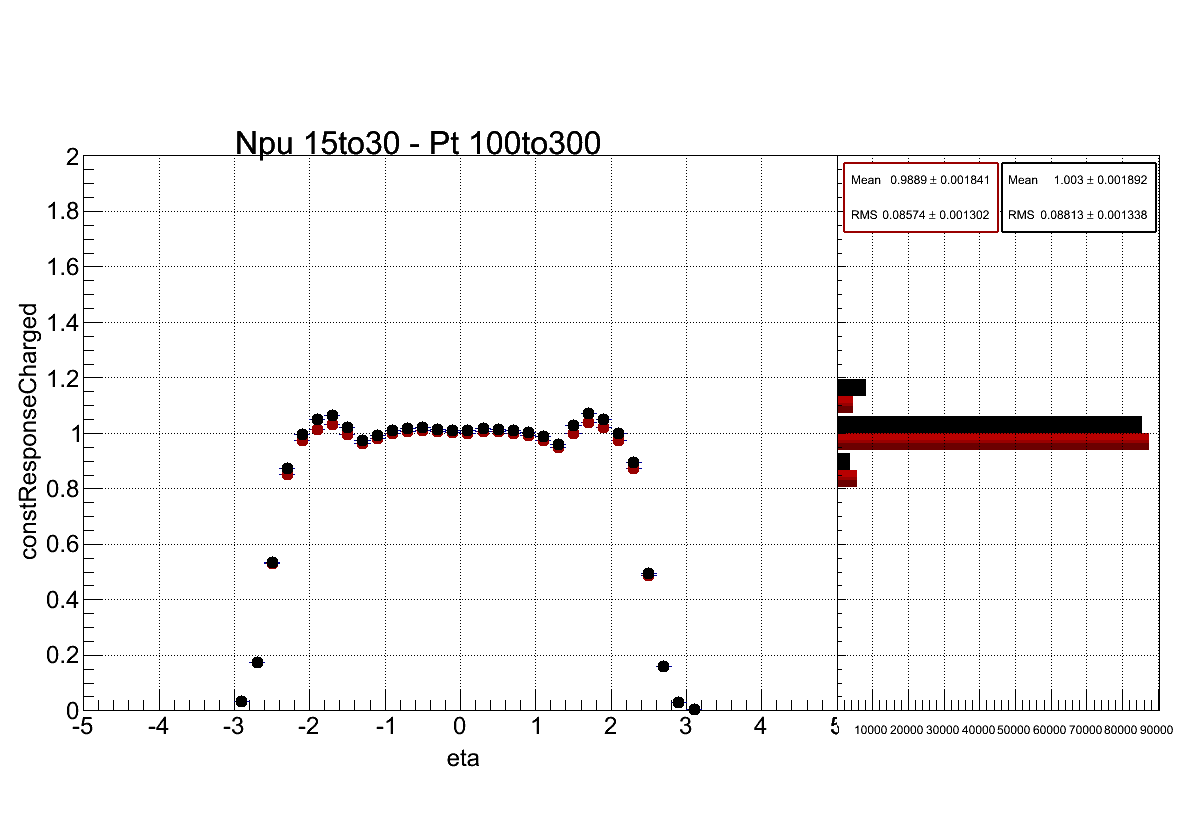 Npu 15to30 - Pt 100to300
2
1.8
1.6
1.4
1.2
1
0.8
0.6
0.4
0.2
0
constResponseCharged
-5 -4 -3 -2 -1 0 1 2 3 4 5
eta
Mean 0.9889 ± 0.001841
RMS 0.08574 ± 0.001302
Mean 1.003 ± 0.001892
RMS 0.08813 ± 0.001338
10000 20000 30000 40000 50000 60000 70000 80000 90000